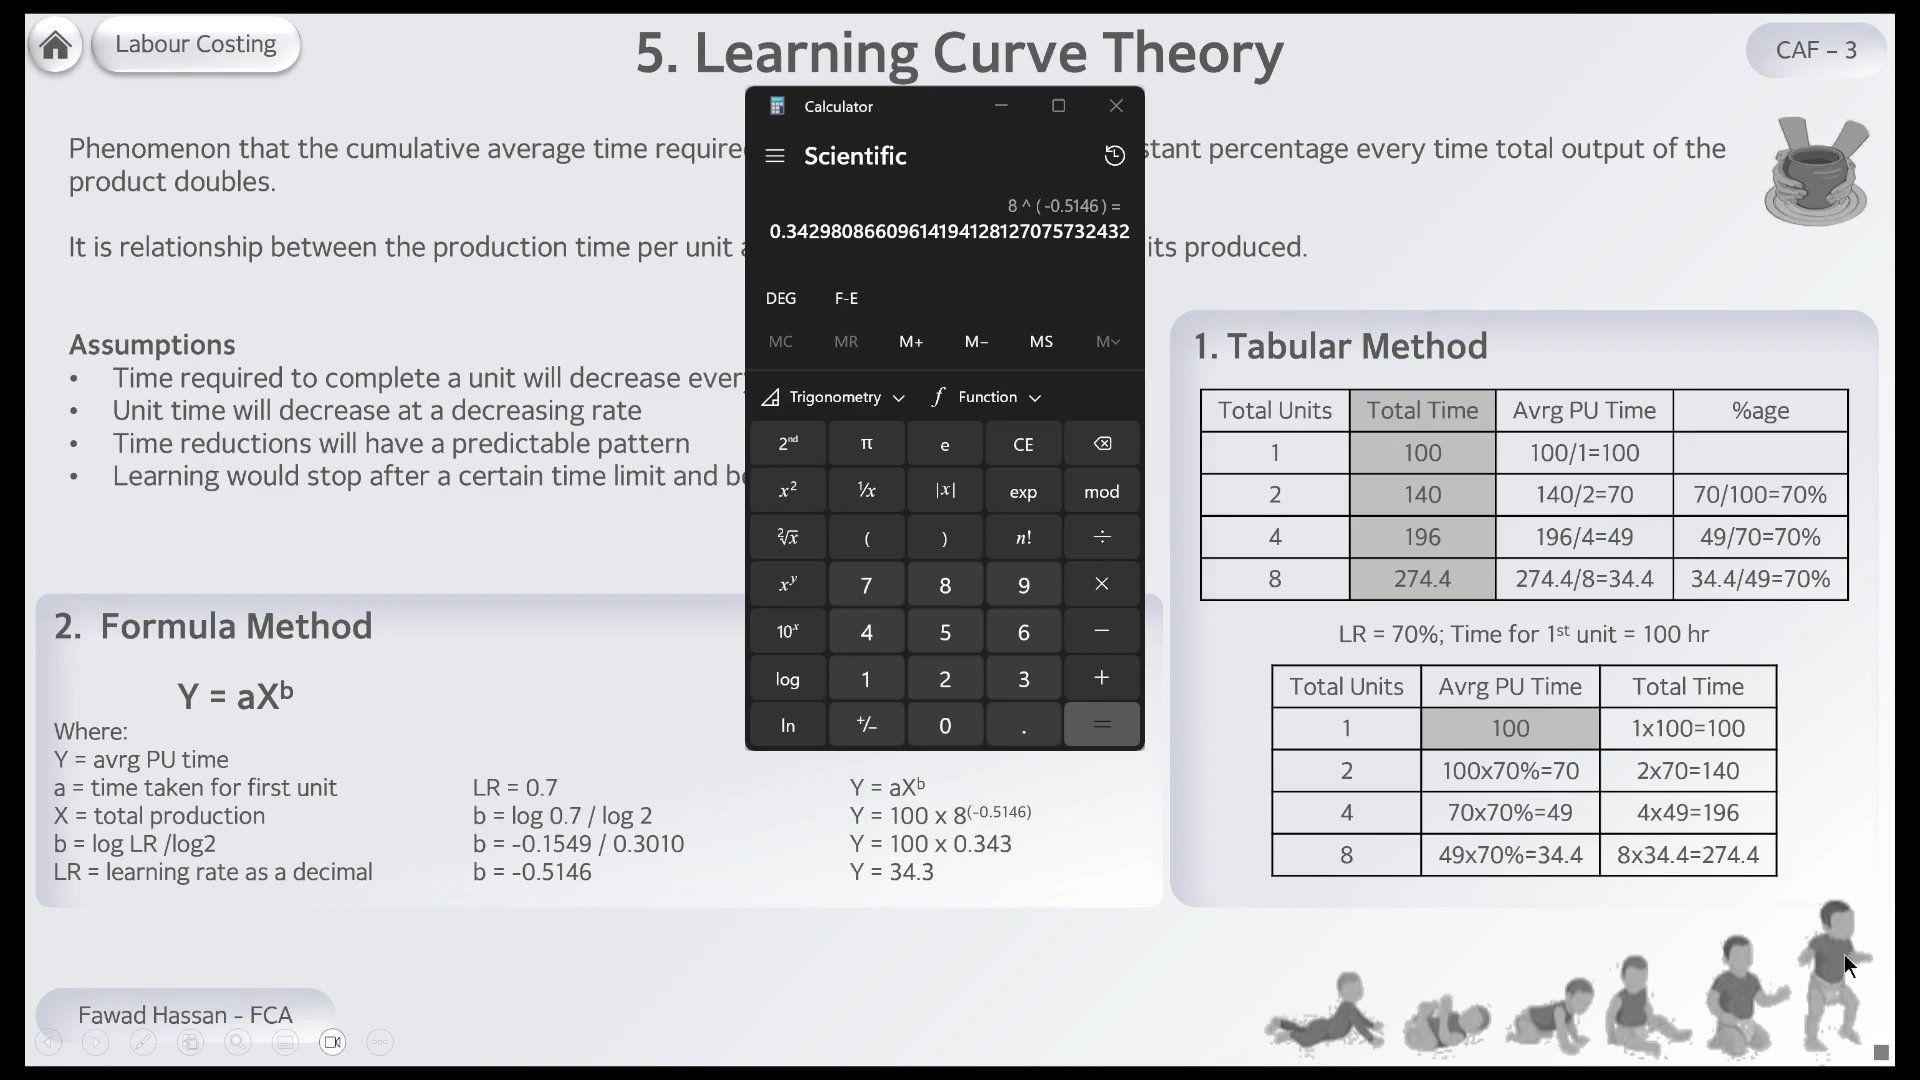 Labour Costing
5. Learning Curve Theory
CAF – 3
Phenomenon that the cumulative average time require
stant percentage every time total output of the
product doubles.
It is relationship between the production time per unit
its produced.
Assumptions
• Time required to complete a unit will decrease ever
• Unit time will decrease at a decreasing rate
• Time reductions will have a predictable pattern
• Learning would stop after a certain time limit and
Calculator
Scientific
8 ^ ( -0.5146 ) =
0.34298086609614194128127075732432
DEG F-E
MC MR M+ M− MS M˅
Trigonometry Function
2ⁿᵈ π e CE
x² ¹/x |x| exp mod
²√x ( ) n! ÷
xʸ 7 8 9 ×
10ˣ 4 5 6 −
log 1 2 3 +
ln +/− 0 . =
1. Tabular Method
Total Units Total Time Avrg PU Time %age
1 100 100/1=100
2 140 140/2=70 70/100=70%
4 196 196/4=49 49/70=70%
8 274.4 274.4/8=34.4 34.4/49=70%
LR = 70%; Time for 1ˢᵗ unit = 100 hr
Total Units Avrg PU Time Total Time
1 100 1x100=100
2 100x70%=70 2x70=140
4 70x70%=49 4x49=196
8 49x70%=34.4 8x34.4=274.4
2. Formula Method
Y = aXᵇ
Where:
Y = avrg PU time
a = time taken for first unit
X = total production
b = log LR /log2
LR = learning rate as a decimal
LR = 0.7
b = log 0.7 / log 2
b = -0.1549 / 0.3010
b = -0.5146
Y = aXᵇ
Y = 100 x 8⁽⁻⁰·⁵¹⁴⁶⁾
Y = 100 x 0.343
Y = 34.3
Fawad Hassan - FCA